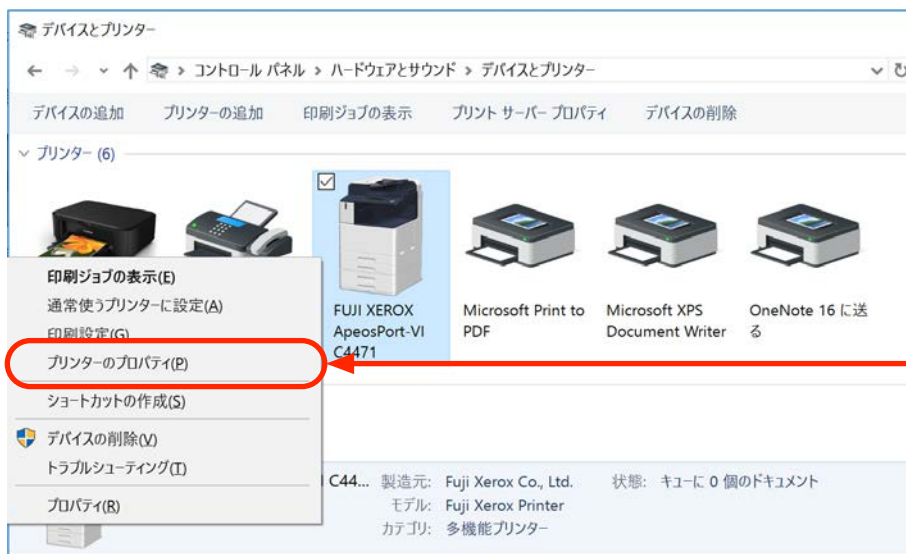 デバイスとプリンター
コントロール パネル › ハードウェアとサウンド › デバイスとプリンター
デバイスの追加 プリンターの追加 印刷ジョブの表示 プリント サーバー プロパティ デバイスの削除
プリンター (6)
FUJI XEROX
ApeosPort-VI
C4471
Microsoft Print to
PDF
Microsoft XPS
Document Writer
OneNote 16 に送
る
印刷ジョブの表示(E)
通常使うプリンターに設定(A)
印刷設定(G)
プリンターのプロパティ(P)
ショートカットの作成(S)
デバイスの削除(V)
トラブルシューティング(T)
プロパティ(R)
C44... 製造元: Fuji Xerox Co., Ltd. 状態: キューに 0 個のドキュメント
モデル: Fuji Xerox Printer
カテゴリ: 多機能プリンター